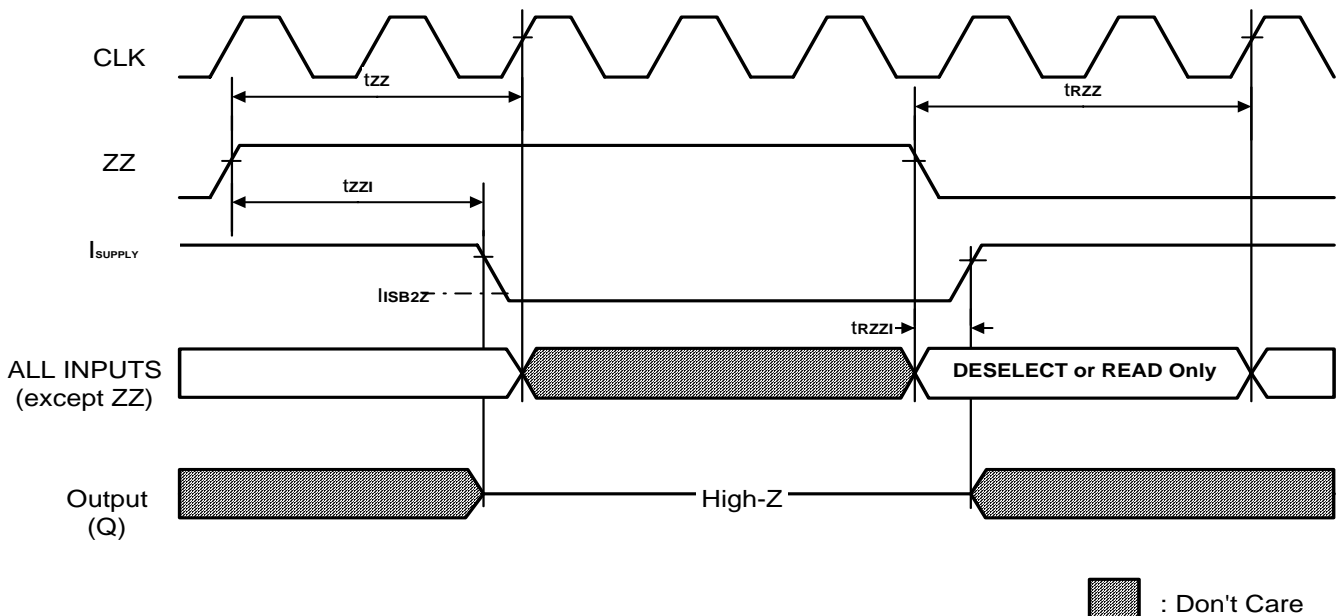 CLK
tZZ
tRZZ
ZZ
tZZI
ISUPPLY
IISB2Z
tRZZI
ALL INPUTS
(except ZZ)
DESELECT or READ Only
Output
(Q)
High-Z
: Don't Care